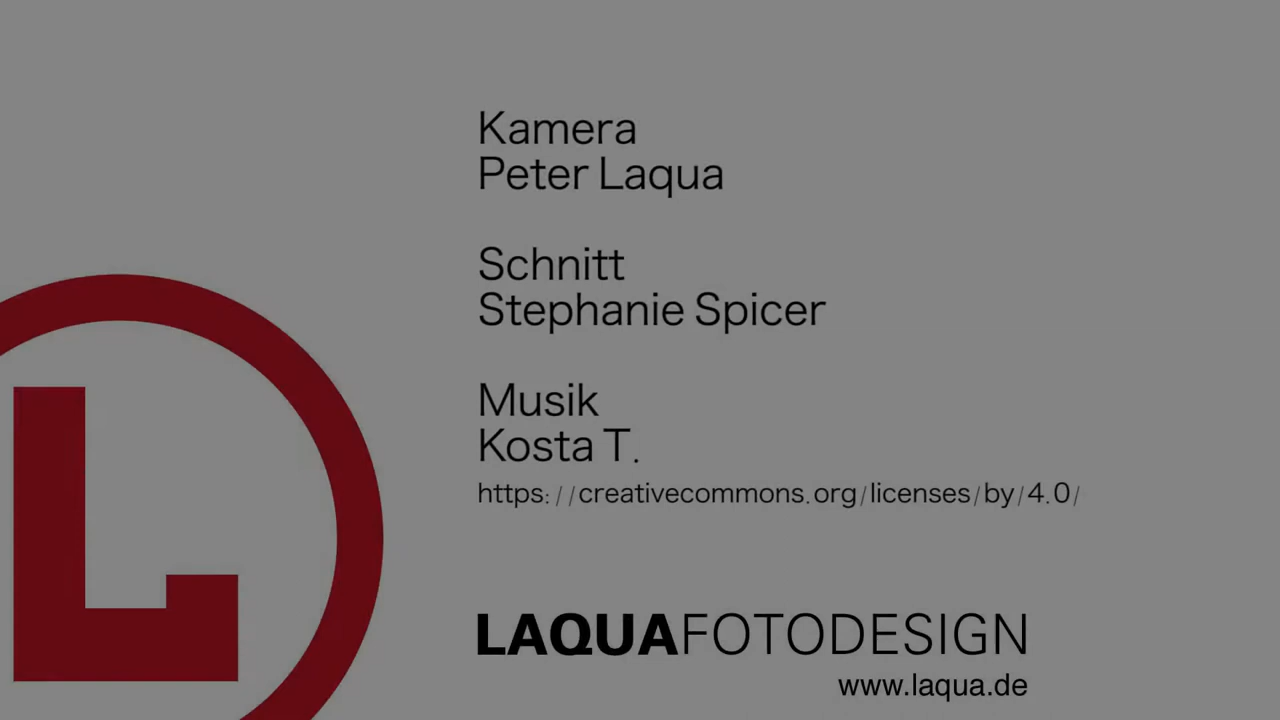 Kamera
Peter Laqua
Schnitt
Stephanie Spicer
Musik
Kosta T.
https://creativecommons.org/licenses/by/4.0/
L
LAQUAFOTODESIGN
www.laqua.de